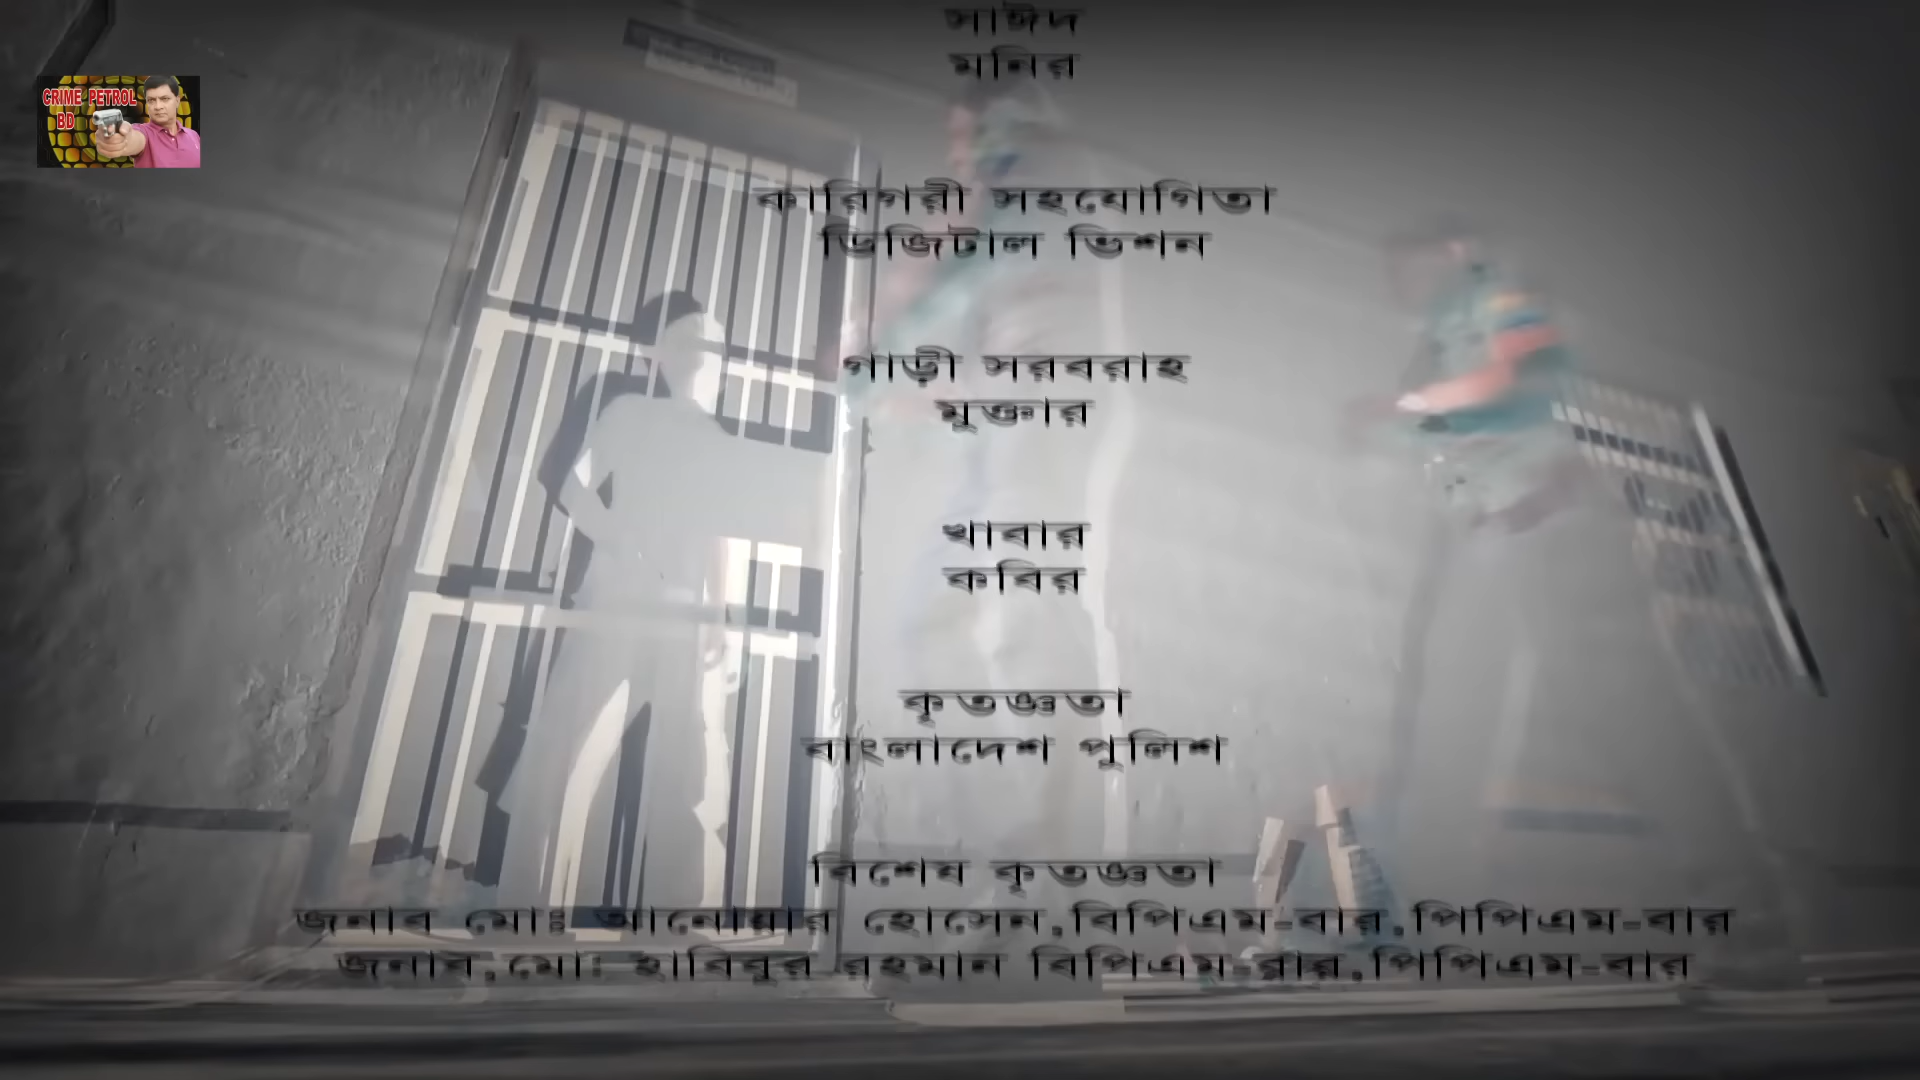 CRIME PETROL
BD
সাঈদ
মনির
কারিগরী সহযোগিতা
ডিজিটাল ভিশন
গাড়ী সরবরাহ
মুক্তার
খাবার
কবির
কৃতজ্ঞতা
বাংলাদেশ পুলিশ
বিশেষ কৃতজ্ঞতা
জনাব মোঃ আনোয়ার হোসেন,বিপিএম-বার,পিপিএম-বার
জনাব,মোঃ হাবিবুর রহমান বিপিএম-বার,পিপিএম-বার